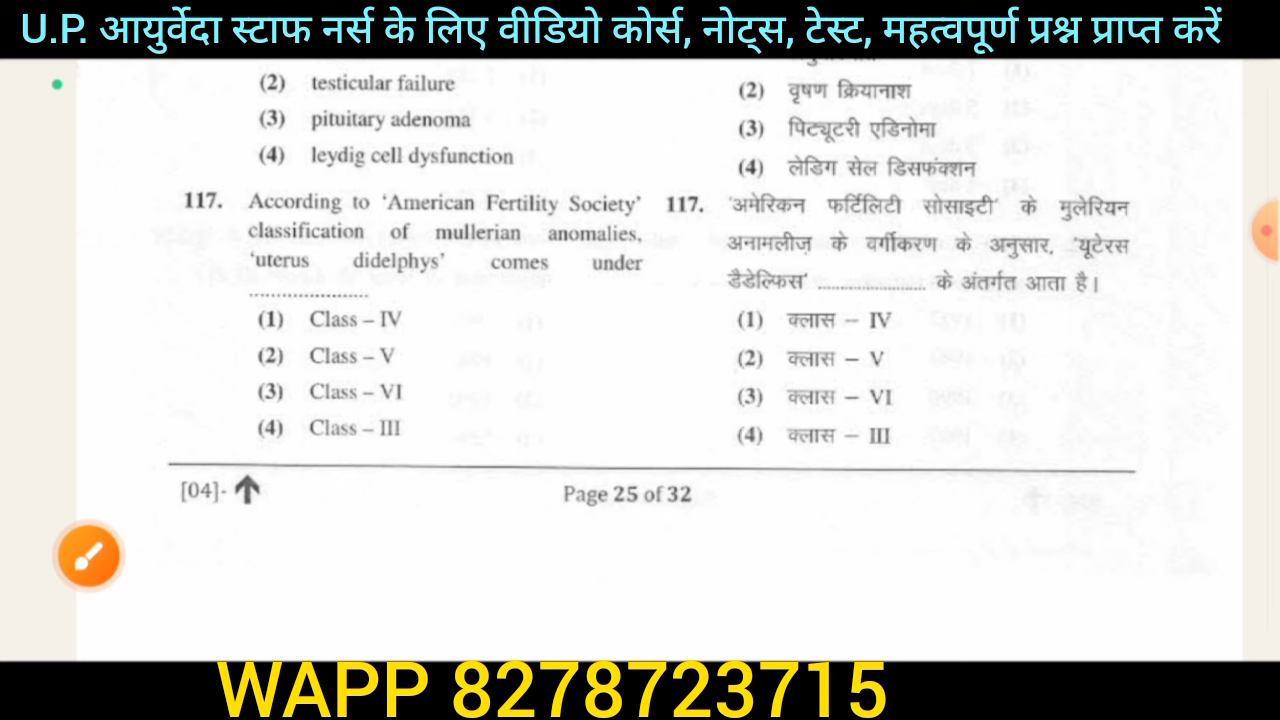 U.P. आयुर्वेदा स्टाफ नर्स के लिए वीडियो कोर्स, नोट्स, टेस्ट, महत्वपूर्ण प्रश्न प्राप्त करें
(2) testicular failure
(3) pituitary adenoma
(4) leydig cell dysfunction
117. According to ‘American Fertility Society’
classification of mullerian anomalies,
‘uterus didelphys’ comes under
.......................
(1) Class – IV
(2) Class – V
(3) Class – VI
(4) Class – III
(2) वृषण क्रियानाश
(3) पिट्यूटरी एडिनोमा
(4) लेडिग सेल डिसफंक्शन
117. ‘अमेरिकन फर्टिलिटी सोसाइटी’ के मुलेरियन
अनामलीज़ के वर्गीकरण के अनुसार, ‘यूटेरस
डैडेल्फिस’ ....................... के अंतर्गत आता है।
(1) क्लास – IV
(2) क्लास – V
(3) क्लास – VI
(4) क्लास – III
[04]-
Page 25 of 32
WAPP 8278723715